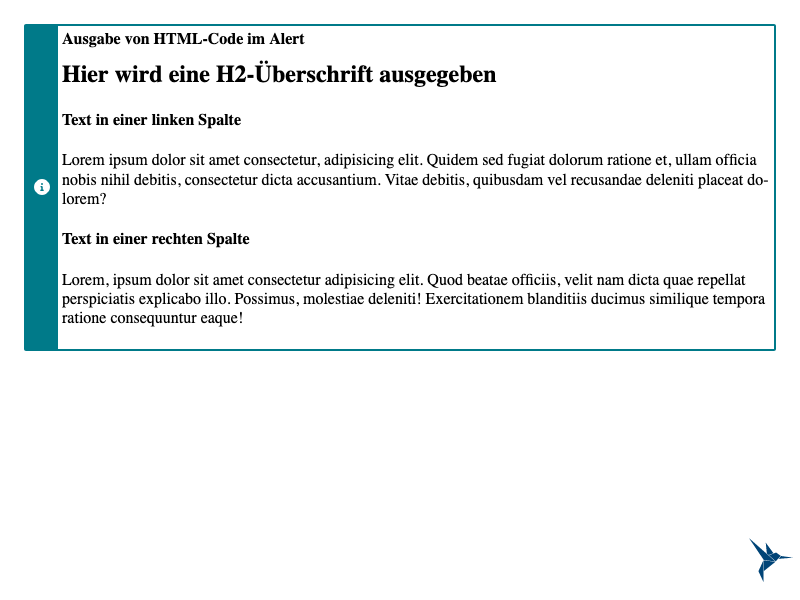 Ausgabe von HTML-Code im Alert
Hier wird eine H2-Überschrift ausgegeben
Text in einer linken Spalte
Lorem ipsum dolor sit amet consectetur, adipisicing elit. Quidem sed fugiat dolorum ratione et, ullam officia
nobis nihil debitis, consectetur dicta accusantium. Vitae debitis, quibusdam vel recusandae deleniti placeat do-
lorem?
Text in einer rechten Spalte
Lorem, ipsum dolor sit amet consectetur adipisicing elit. Quod beatae officiis, velit nam dicta quae repellat
perspiciatis explicabo illo. Possimus, molestiae deleniti! Exercitationem blanditiis ducimus similique tempora
ratione consequuntur eaque!